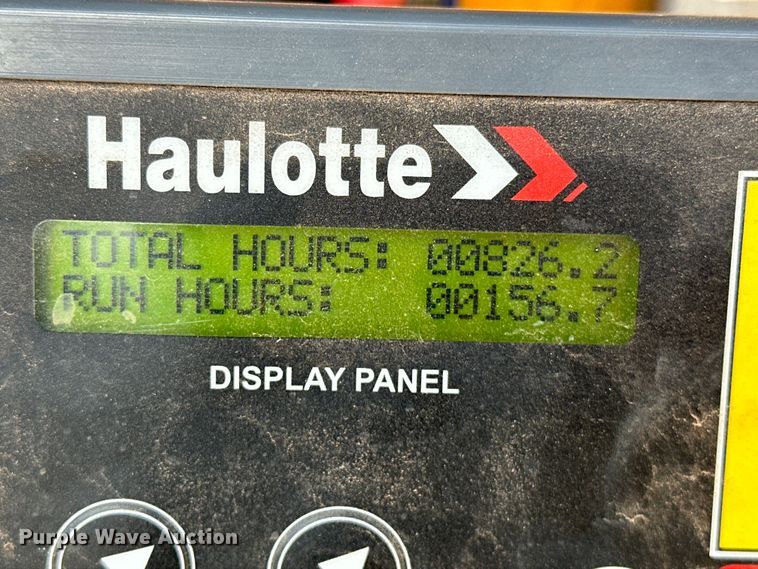 Haulotte
TOTAL HOURS: 00826.2
RUN HOURS: 00156.7
DISPLAY PANEL
Purple Wave Auction